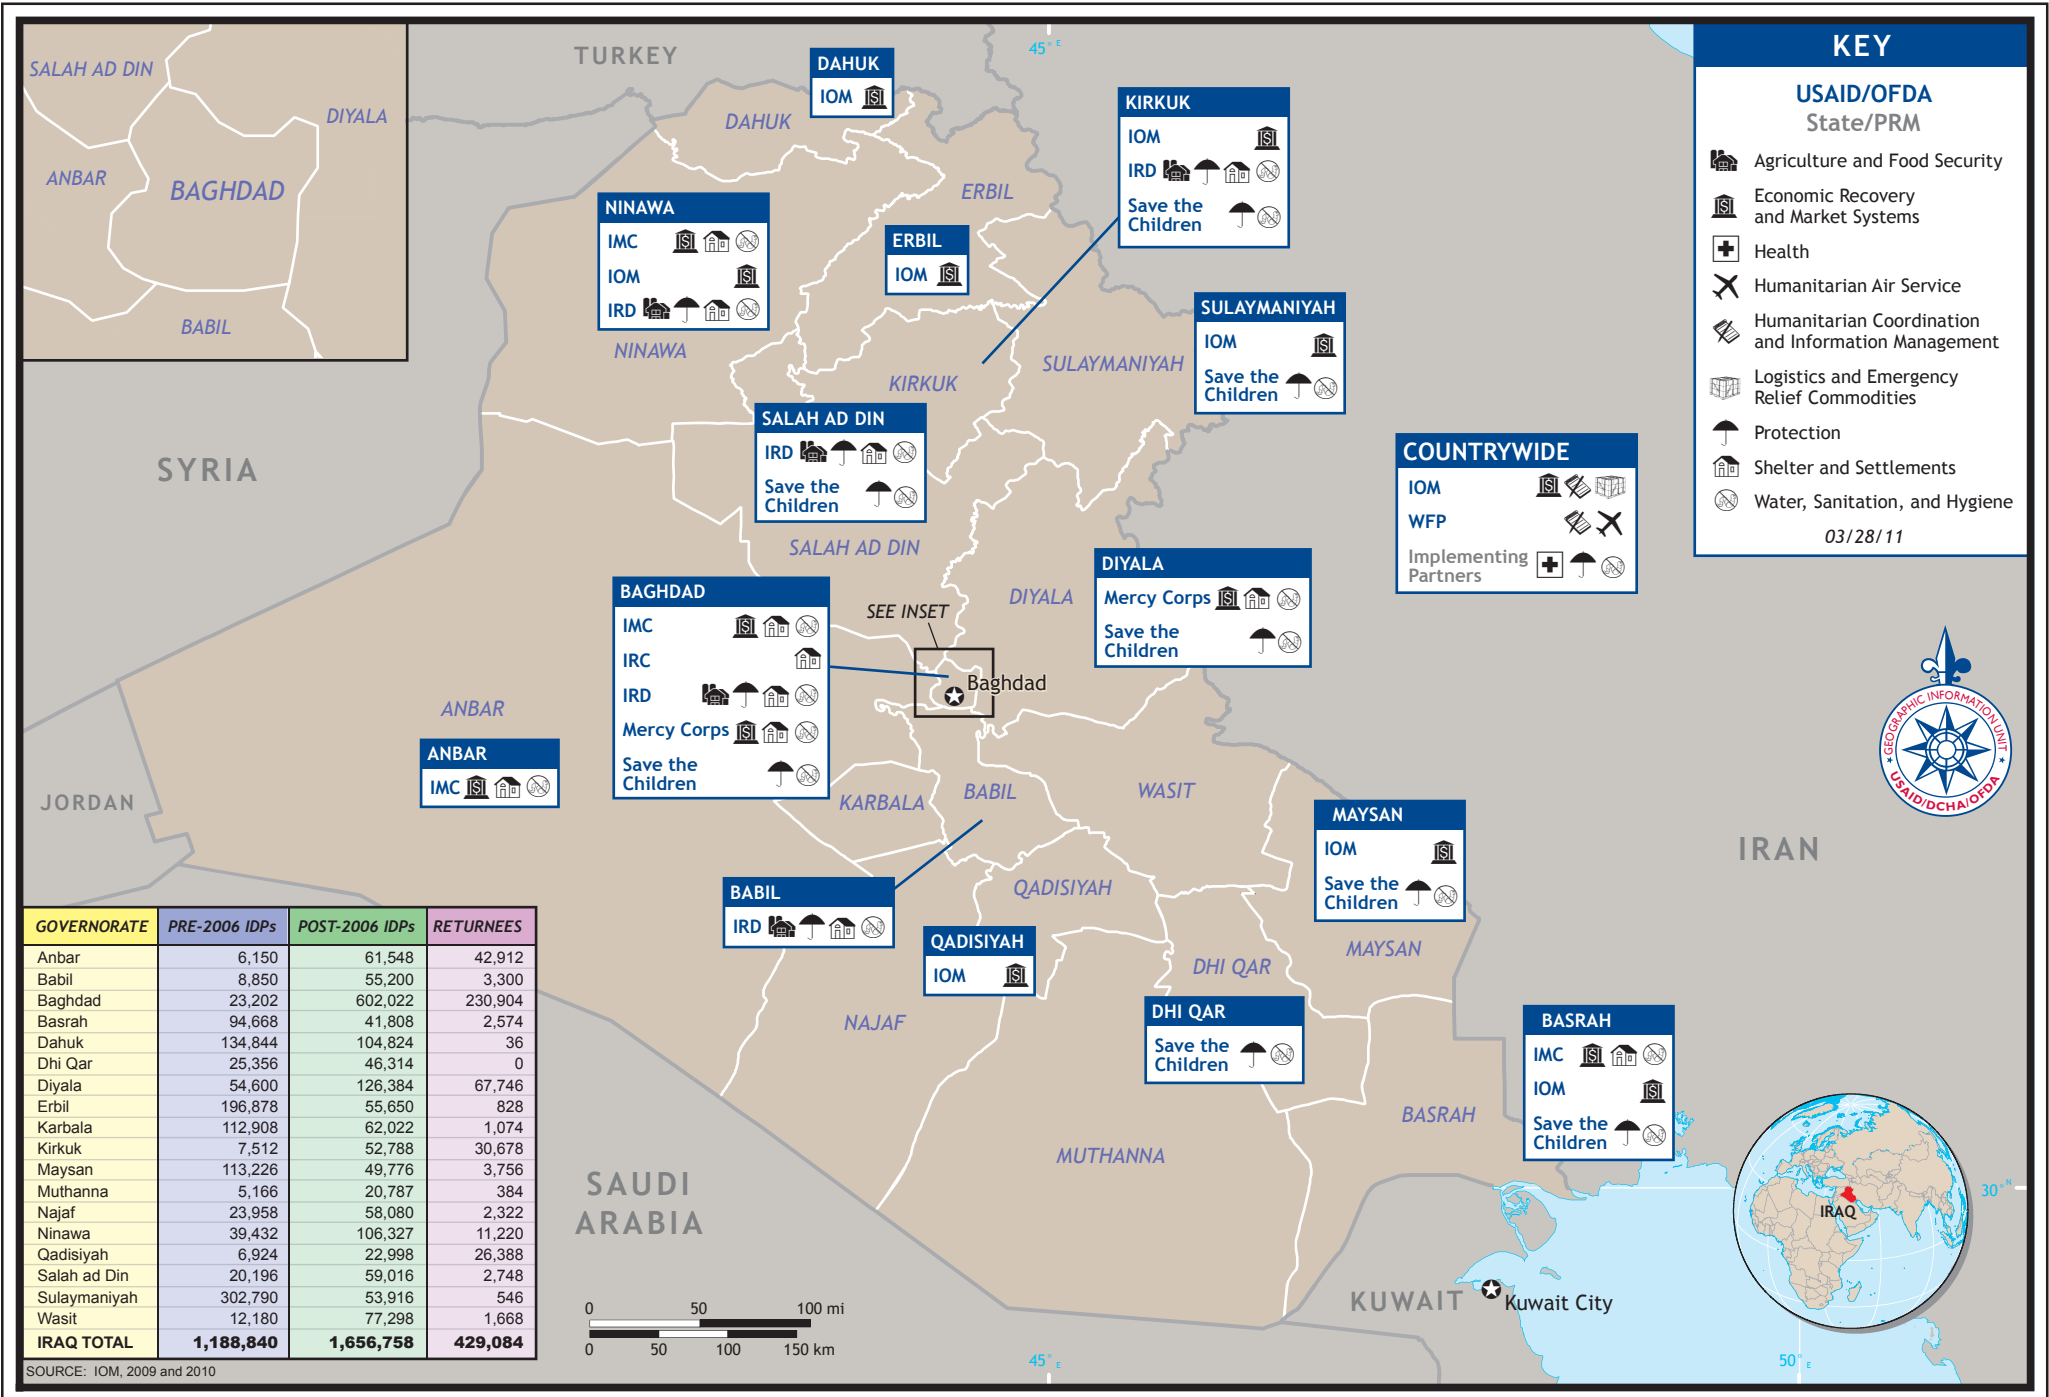 SALAH AD DIN
DIYALA
ANBAR
BAGHDAD
BABIL
TURKEY
45° E
DAHUK
IOM
DAHUK
KIRKUK
IOM
IRD
Save the
Children
ERBIL
NINAWA
IMC
IOM
IRD
NINAWA
ERBIL
IOM
SULAYMANIYAH
IOM
Save the
Children
SULAYMANIYAH
KIRKUK
SALAH AD DIN
IRD
Save the
Children
SALAH AD DIN
SYRIA
KEY
USAID/OFDA
State/PRM
Agriculture and Food Security
Economic Recovery
and Market Systems
Health
Humanitarian Air Service
Humanitarian Coordination
and Information Management
Logistics and Emergency
Relief Commodities
Protection
Shelter and Settlements
Water, Sanitation, and Hygiene
03/28/11
COUNTRYWIDE
IOM
WFP
Implementing
Partners
DIYALA
Mercy Corps
Save the
Children
DIYALA
BAGHDAD
IMC
IRC
IRD
Mercy Corps
Save the
Children
SEE INSET
Baghdad
ANBAR
ANBAR
IMC
JORDAN
KARBALA
BABIL
WASIT
GEOGRAPHIC INFORMATION UNIT
USAID/DCHA/OFDA
IRAN
MAYSAN
IOM
Save the
Children
MAYSAN
BABIL
IRD
QADISIYAH
QADISIYAH
IOM
DHI QAR
DHI QAR
Save the
Children
NAJAF
BASRAH
IMC
IOM
Save the
Children
BASRAH
MUTHANNA
SAUDI
ARABIA
KUWAIT
Kuwait City
IRAQ
30° N
GOVERNORATE PRE-2006 IDPs POST-2006 IDPs RETURNEES
Anbar 6,150 61,548 42,912
Babil 8,850 55,200 3,300
Baghdad 23,202 602,022 230,904
Basrah 94,668 41,808 2,574
Dahuk 134,844 104,824 36
Dhi Qar 25,356 46,314 0
Diyala 54,600 126,384 67,746
Erbil 196,878 55,650 828
Karbala 112,908 62,022 1,074
Kirkuk 7,512 52,788 30,678
Maysan 113,226 49,776 3,756
Muthanna 5,166 20,787 384
Najaf 23,958 58,080 2,322
Ninawa 39,432 106,327 11,220
Qadisiyah 6,924 22,998 26,388
Salah ad Din 20,196 59,016 2,748
Sulaymaniyah 302,790 53,916 546
Wasit 12,180 77,298 1,668
IRAQ TOTAL 1,188,840 1,656,758 429,084
SOURCE: IOM, 2009 and 2010
0 50 100 mi
0 50 100 150 km
45° E
50° E